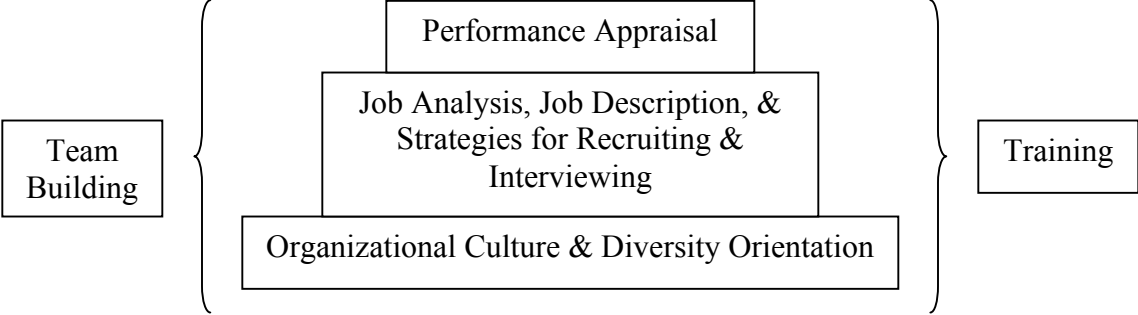 Performance Appraisal
Job Analysis, Job Description, &
Strategies for Recruiting &
Interviewing
Team
Building
Training
Organizational Culture & Diversity Orientation